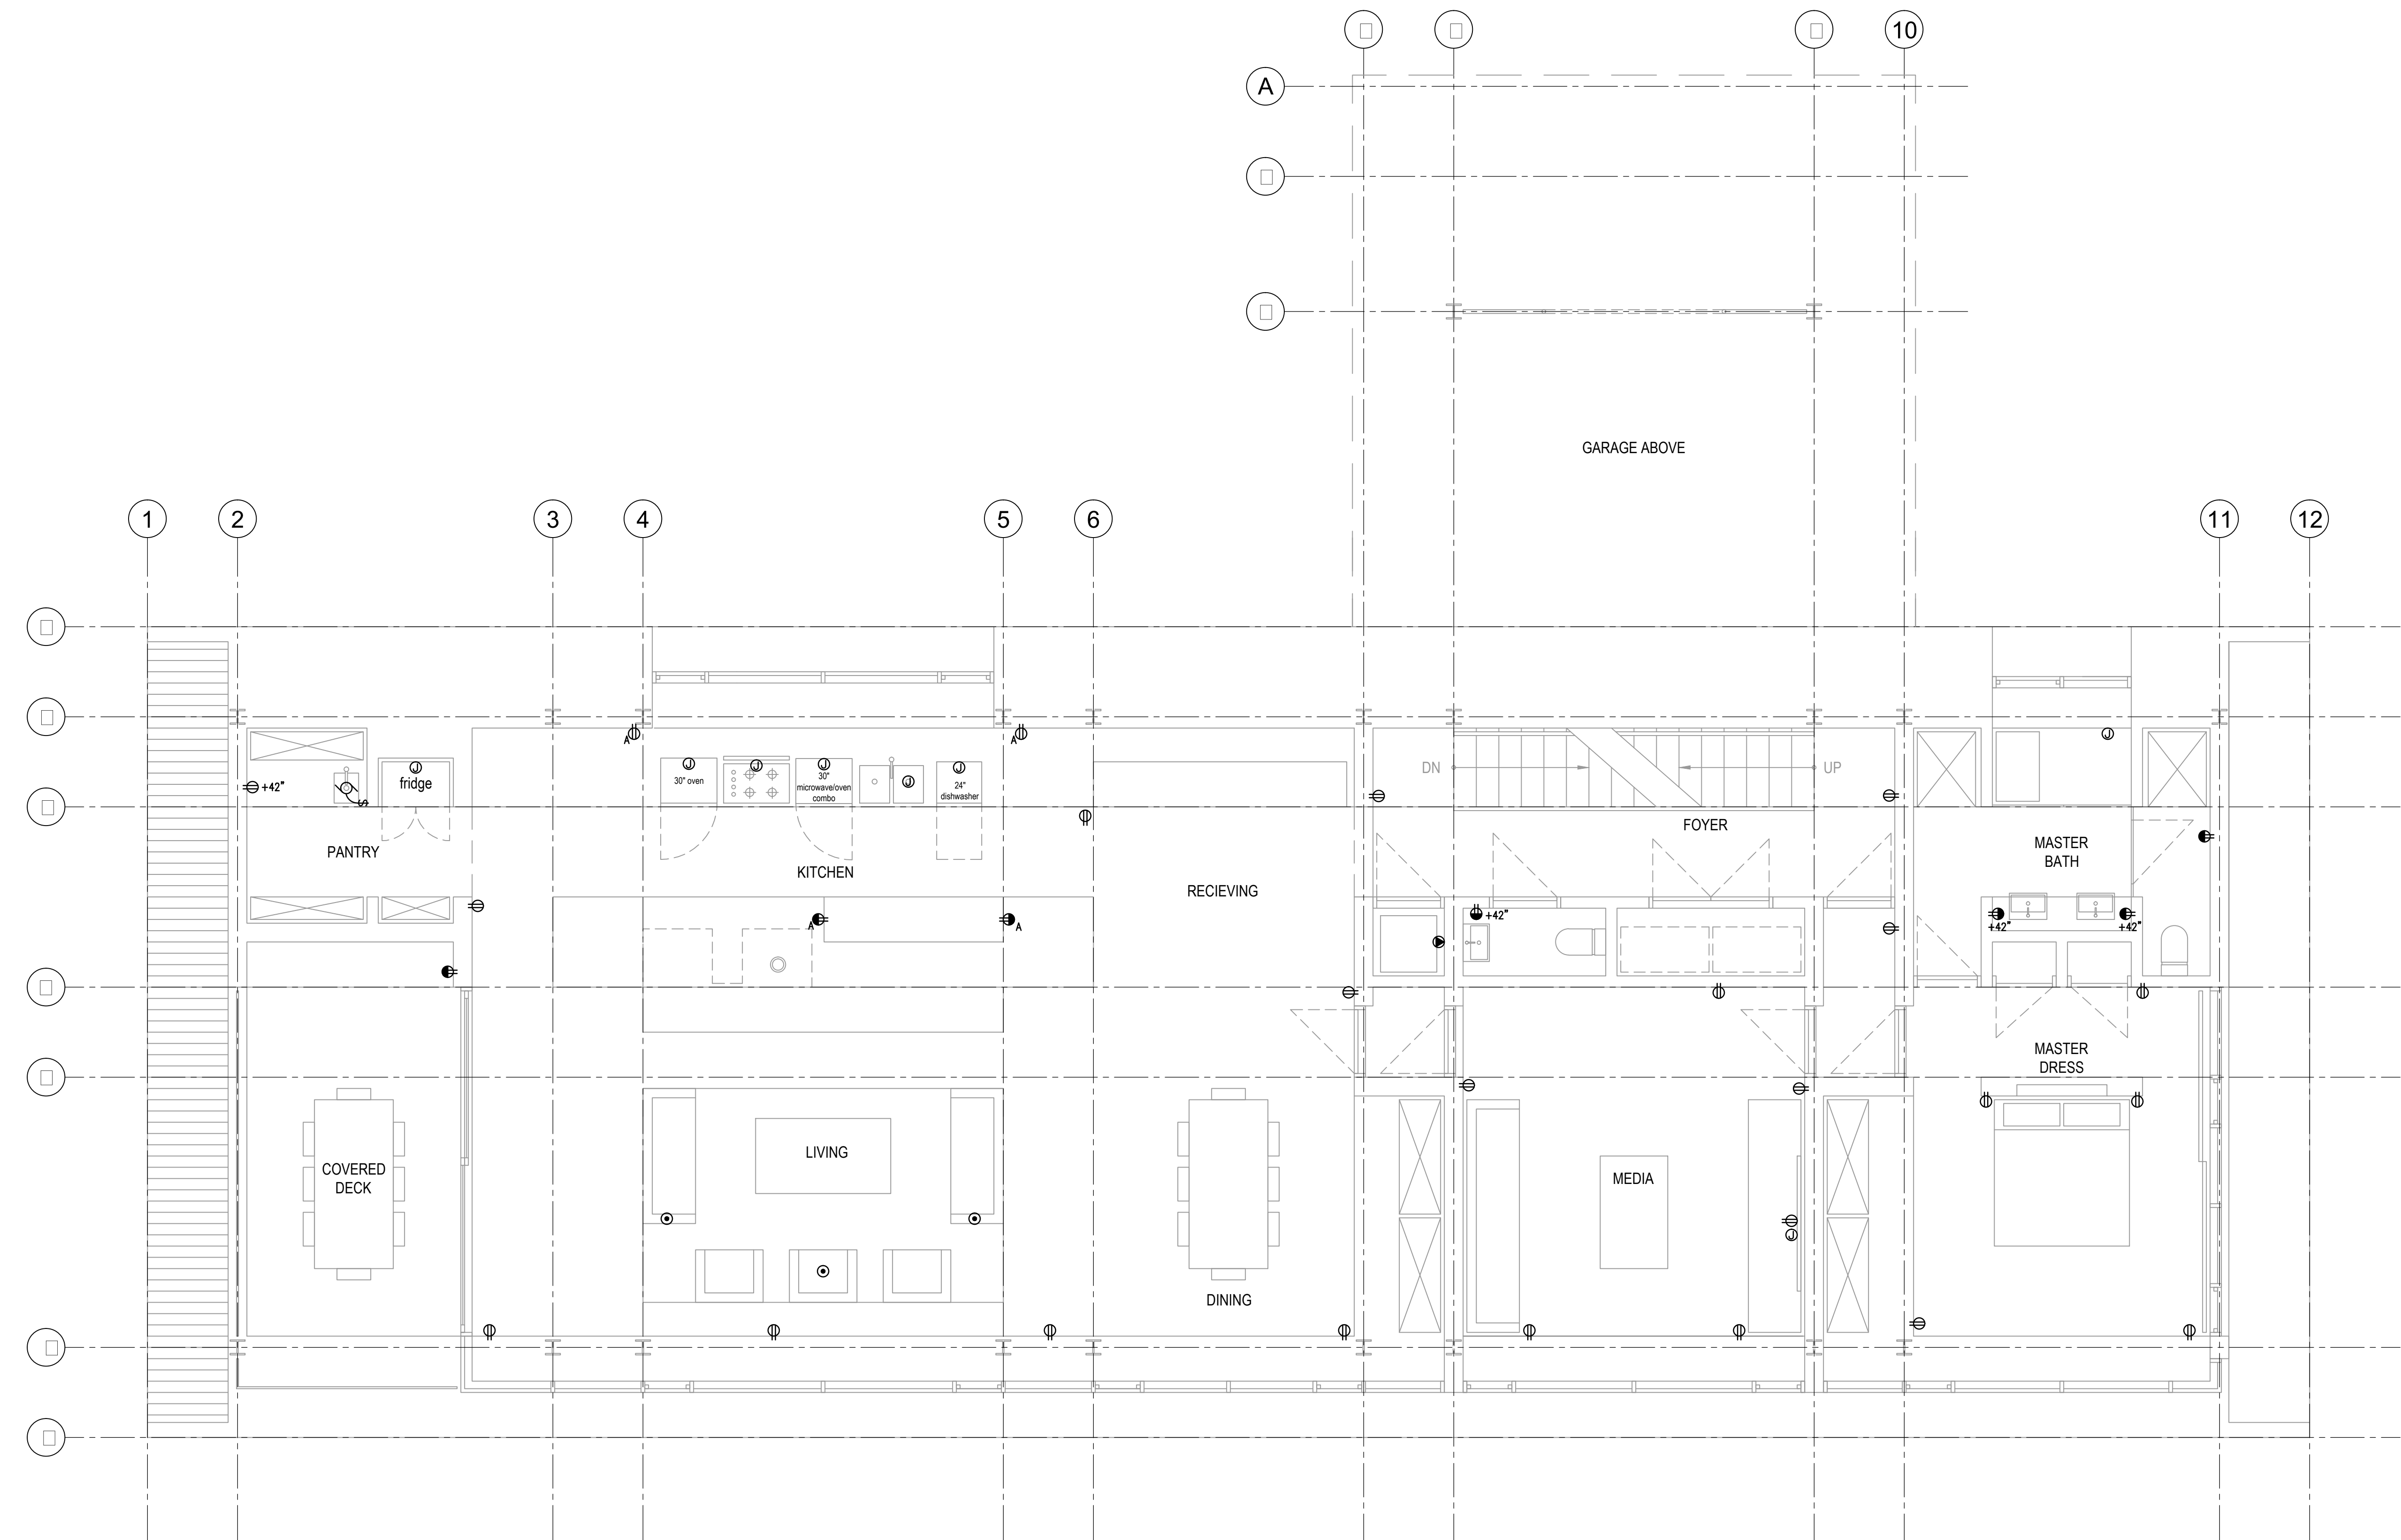 10
A
GARAGE ABOVE
1 2 3 4 5 6 11 12
A A
J J J J J J J J
fridge
30" oven
30"
microwave/oven
combo
24"
dishwasher
+42"
S
DN UP
FOYER
PANTRY
KITCHEN
MASTER
BATH
RECIEVING
A A
+42"
+42" +42"
MASTER
DRESS
COVERED
DECK
LIVING
MEDIA
J
DINING